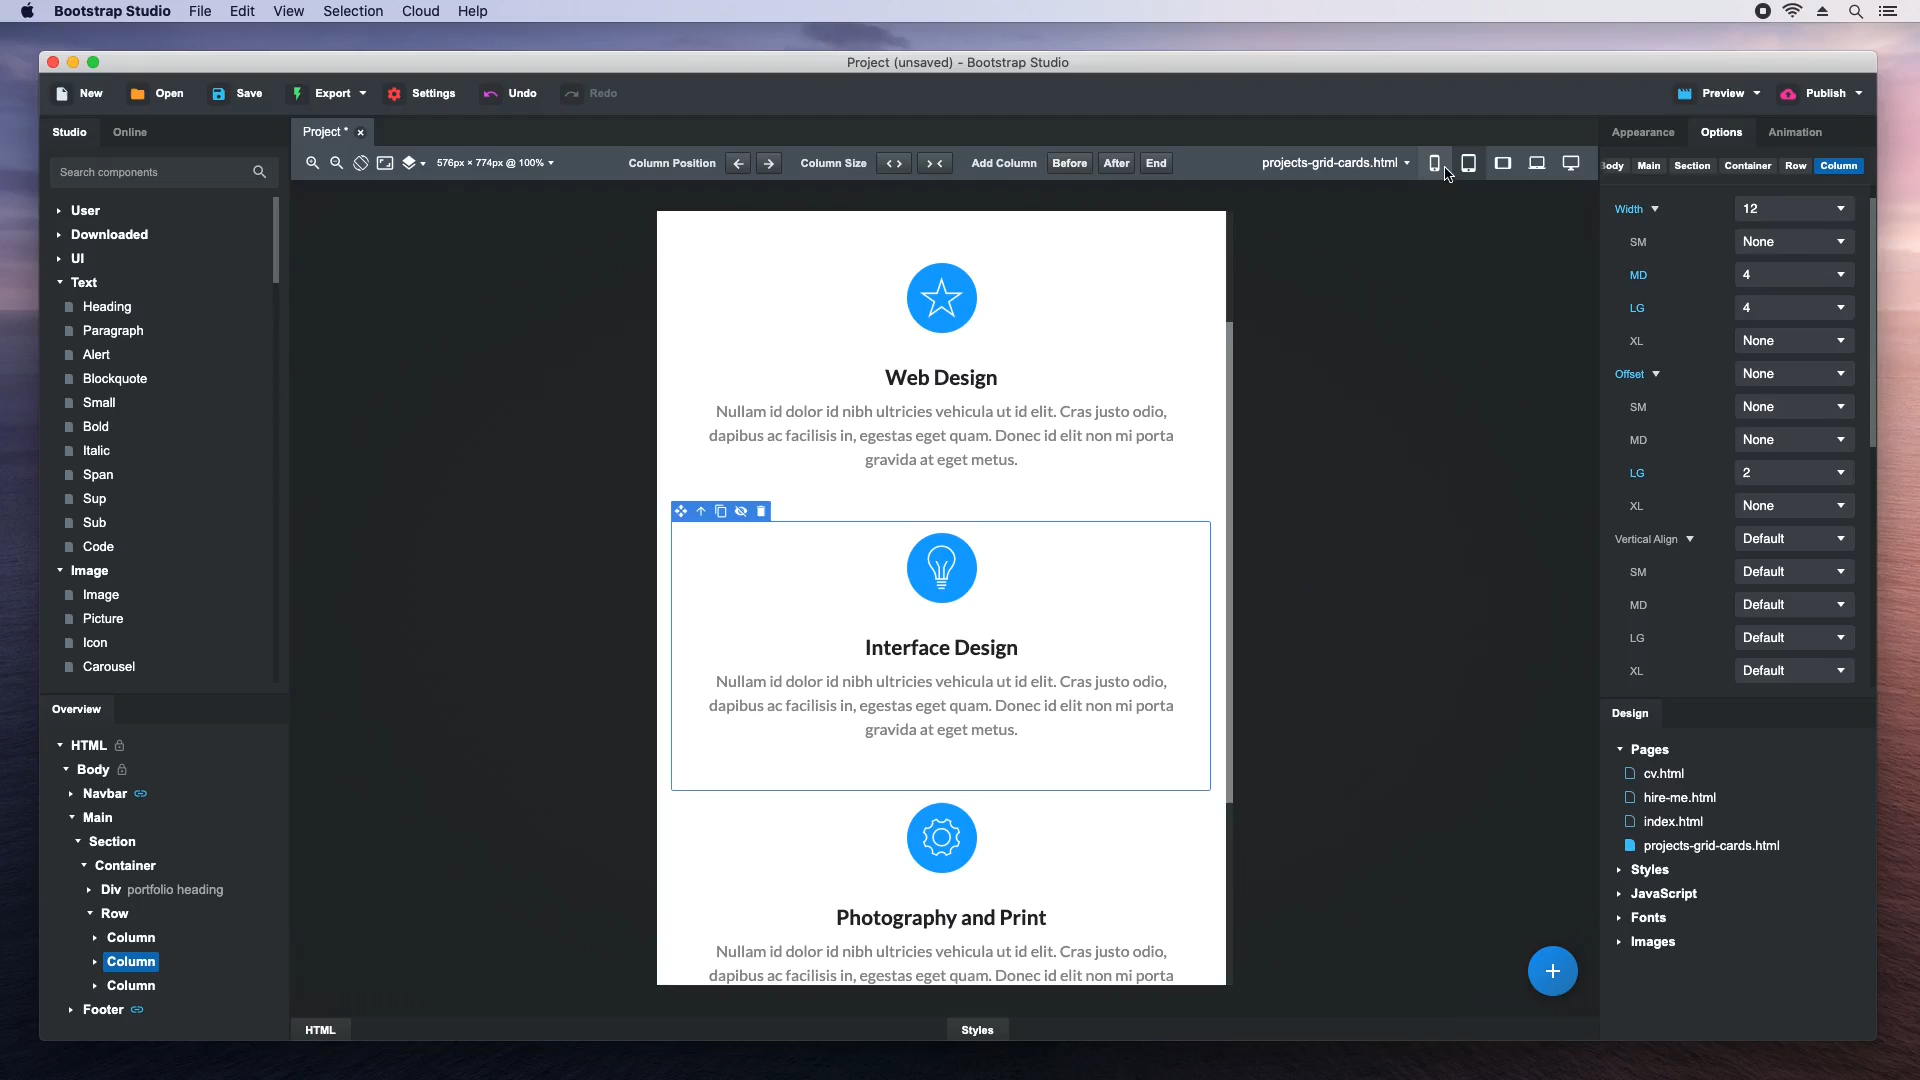 Bootstrap Studio File Edit View Selection Cloud Help
Project (unsaved) - Bootstrap Studio
New Open Save Export Settings Undo Redo Preview Publish
Studio Online
Project *
Appearance Options Animation
Search components
576px × 774px @ 100% Column Position Column Size Add Column Before After End projects-grid-cards.html
Body Main Section Container Row Column
User
Downloaded
UI
Text
Heading
Paragraph
Alert
Blockquote
Small
Bold
Italic
Span
Sup
Sub
Code
Image
Image
Picture
Icon
Carousel
Overview
HTML
Body
Navbar
Main
Section
Container
Div portfolio heading
Row
Column
Column
Column
Footer
Web Design
Nullam id dolor id nibh ultricies vehicula ut id elit. Cras justo odio,
dapibus ac facilisis in, egestas eget quam. Donec id elit non mi porta
gravida at eget metus.
Interface Design
Nullam id dolor id nibh ultricies vehicula ut id elit. Cras justo odio,
dapibus ac facilisis in, egestas eget quam. Donec id elit non mi porta
gravida at eget metus.
Photography and Print
Nullam id dolor id nibh ultricies vehicula ut id elit. Cras justo odio,
dapibus ac facilisis in, egestas eget quam. Donec id elit non mi porta
HTML
Styles
Width 12
SM None
MD 4
LG 4
XL None
Offset None
SM None
MD None
LG 2
XL None
Vertical Align Default
SM Default
MD Default
LG Default
XL Default
Design
Pages
cv.html
hire-me.html
index.html
projects-grid-cards.html
Styles
JavaScript
Fonts
Images